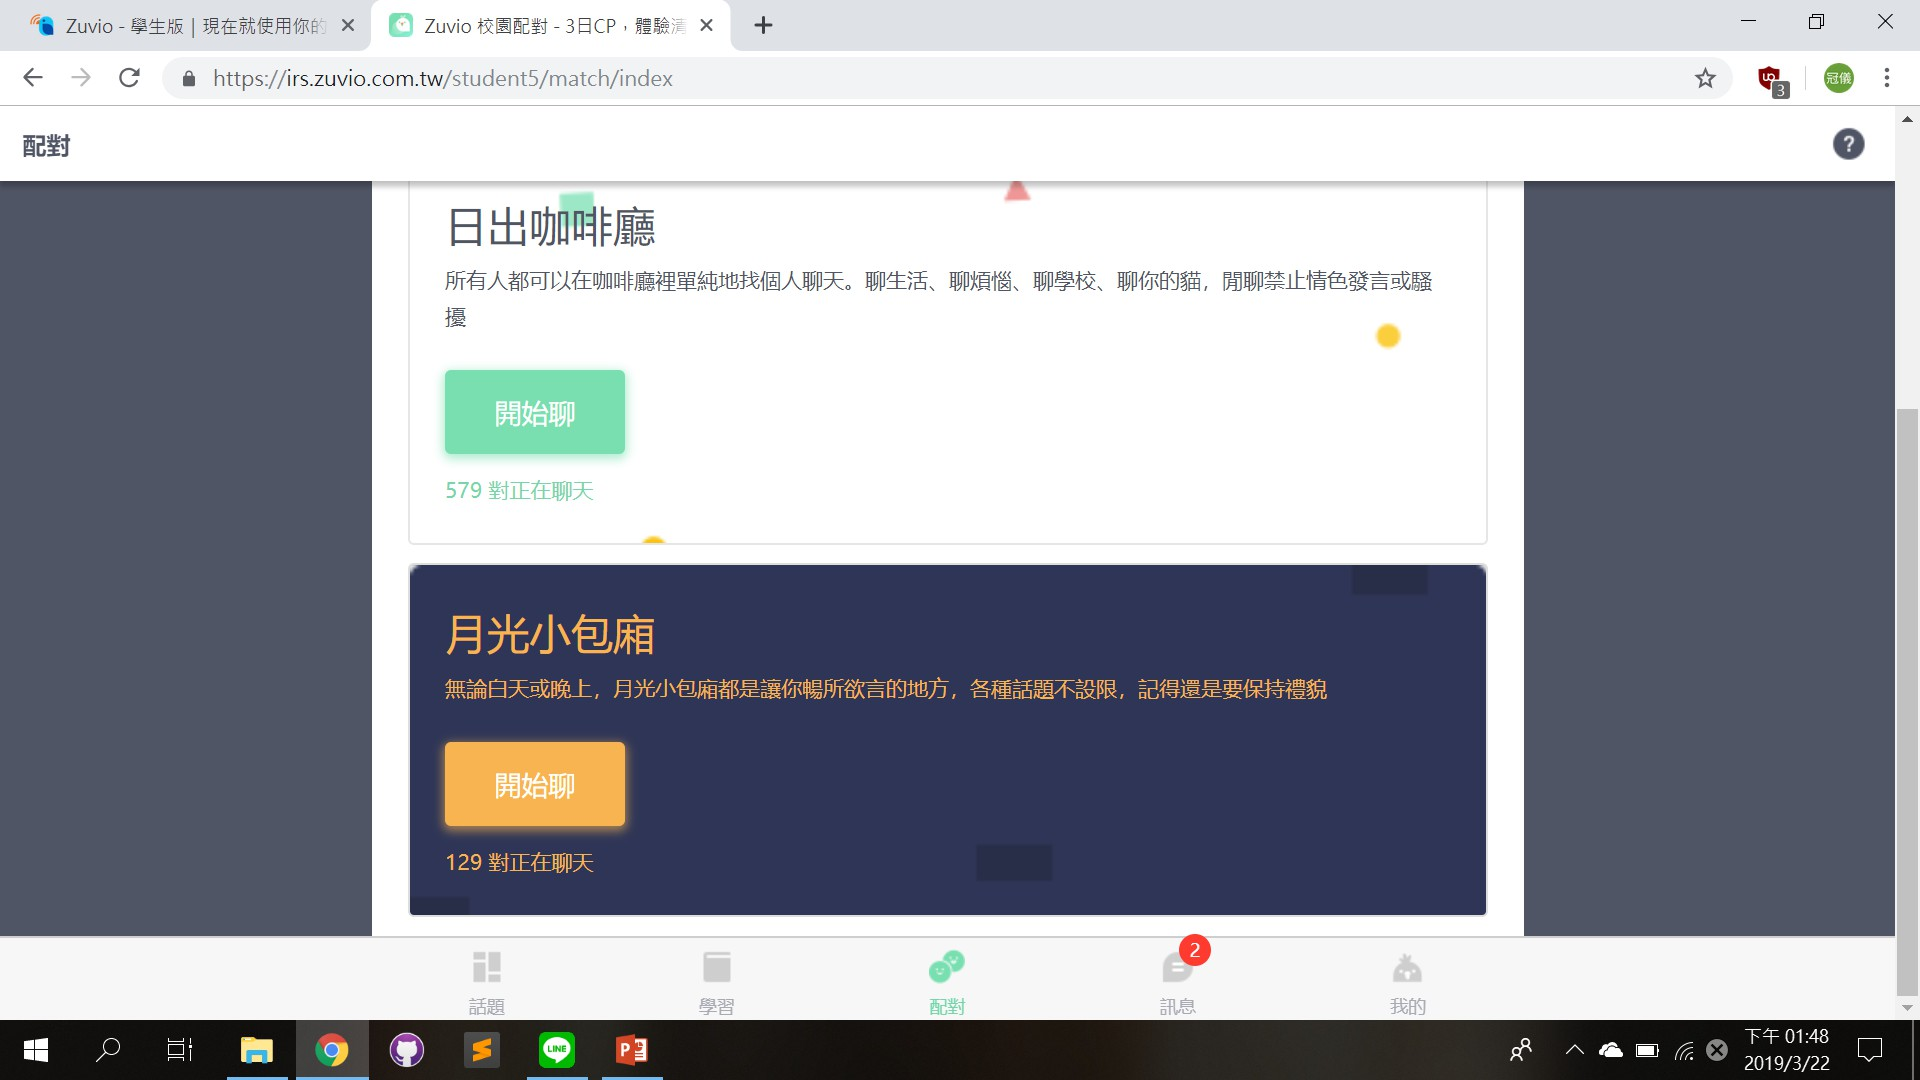 Zuvio - 學生版 | 現在就使用你的
Zuvio 校園配對 - 3日CP，體驗清
https://irs.zuvio.com.tw/student5/match/index
3
冠儀
配對
?
日出咖啡廳
所有人都可以在咖啡廳裡單純地找個人聊天。聊生活、聊煩惱、聊學校、聊你的貓，閒聊禁止情色發言或騷
擾
開始聊
579 對正在聊天
月光小包廂
無論白天或晚上，月光小包廂都是讓你暢所欲言的地方，各種話題不設限，記得還是要保持禮貌
開始聊
129 對正在聊天
話題
學習
配對
2
訊息
我的
LINE
P
下午 01:48
2019/3/22